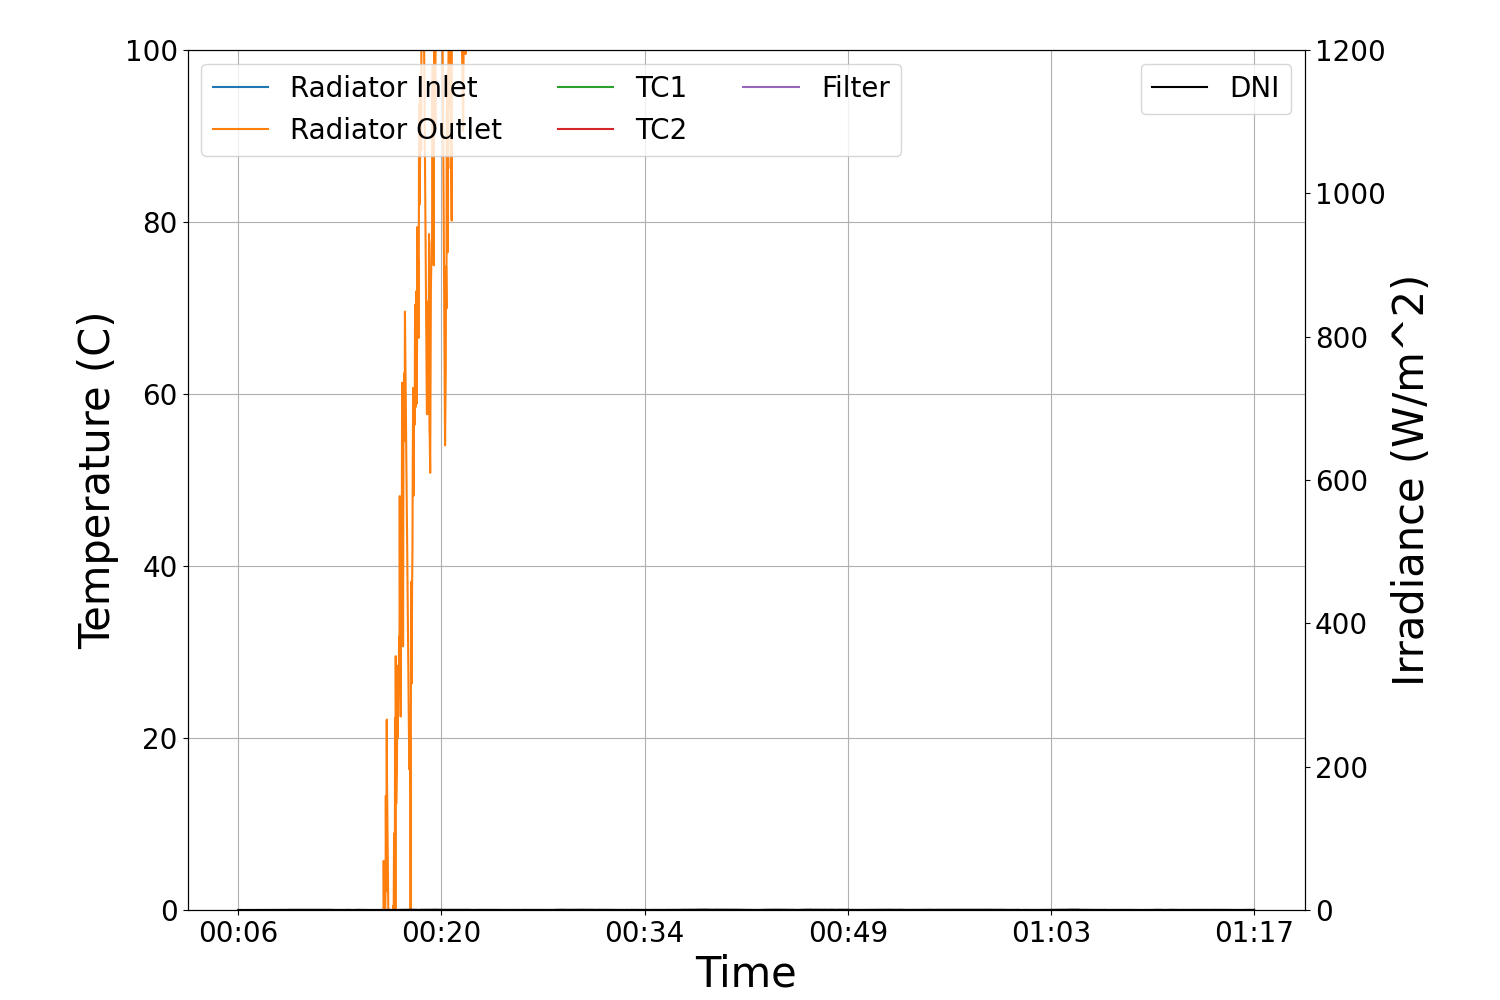 100
80
60
40
20
0
Temperature (C)
Radiator Inlet
Radiator Outlet
TC1
TC2
Filter
DNI
1200
1000
800
600
400
200
0
Irradiance (W/m^2)
00:06 00:20 00:34 00:49 01:03 01:17
Time